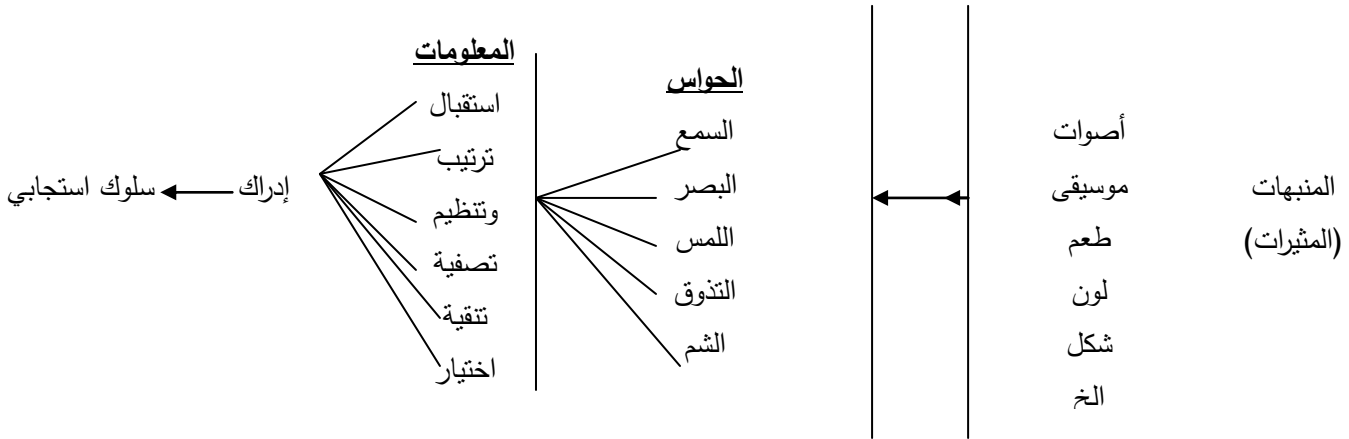 المنبهات
(المثيرات)
أصوات
موسيقى
طعم
لون
شكل
الخ
الحواس
السمع
البصر
اللمس
التذوق
الشم
المعلومات
استقبال
ترتيب
وتنظيم
تصفية
تنقية
اختيار
إدراك
سلوك استجابي